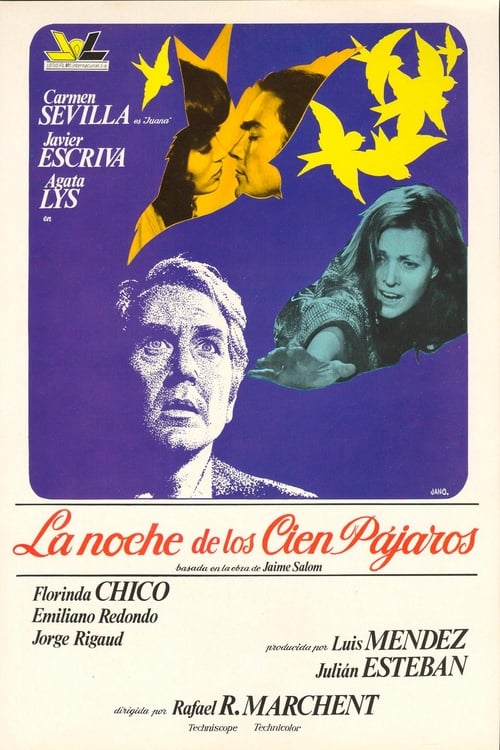 Carmen
SEVILLA es "Juana"
Javier
ESCRIVA
Agata
LYS
en
JANO.
La noche de los Cien Pájaros
basada en la obra de Jaime Salom
Florinda CHICO
Emiliano Redondo
Jorge Rigaud
producida por Luis MENDEZ
Julián ESTEBAN
dirigida por Rafael R. MARCHENT
Techniscope Technicolor